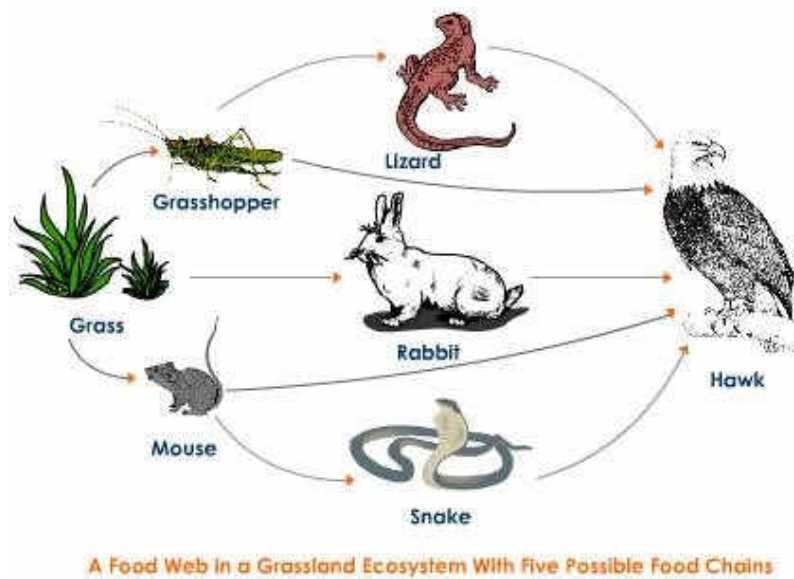 Lizard
Grasshopper
Grass
Rabbit
Hawk
Mouse
Snake
A Food Web in a Grassland Ecosystem With Five Possible Food Chains